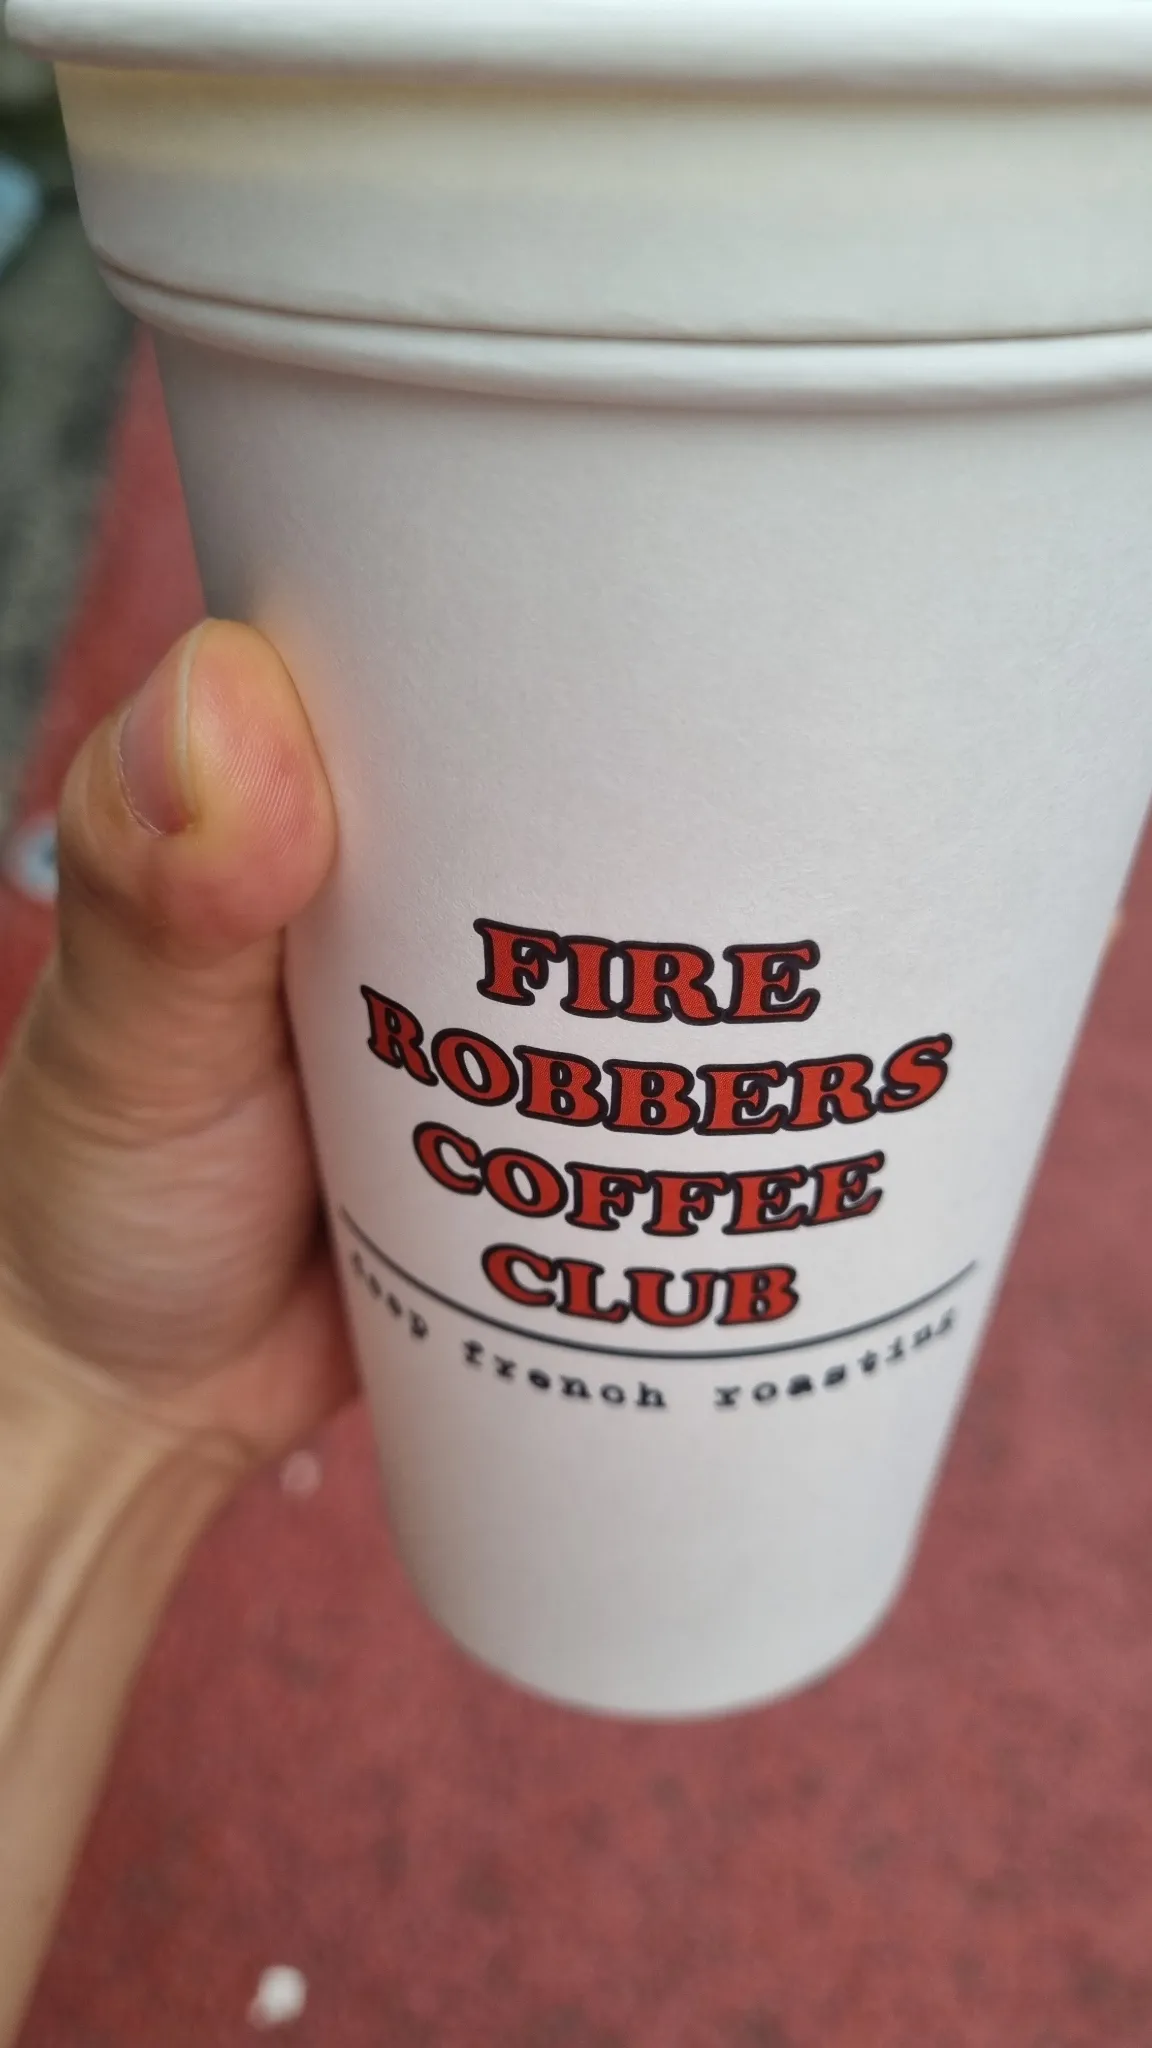 FIRE
ROBBERS
COFFEE
CLUB
deep french roasting